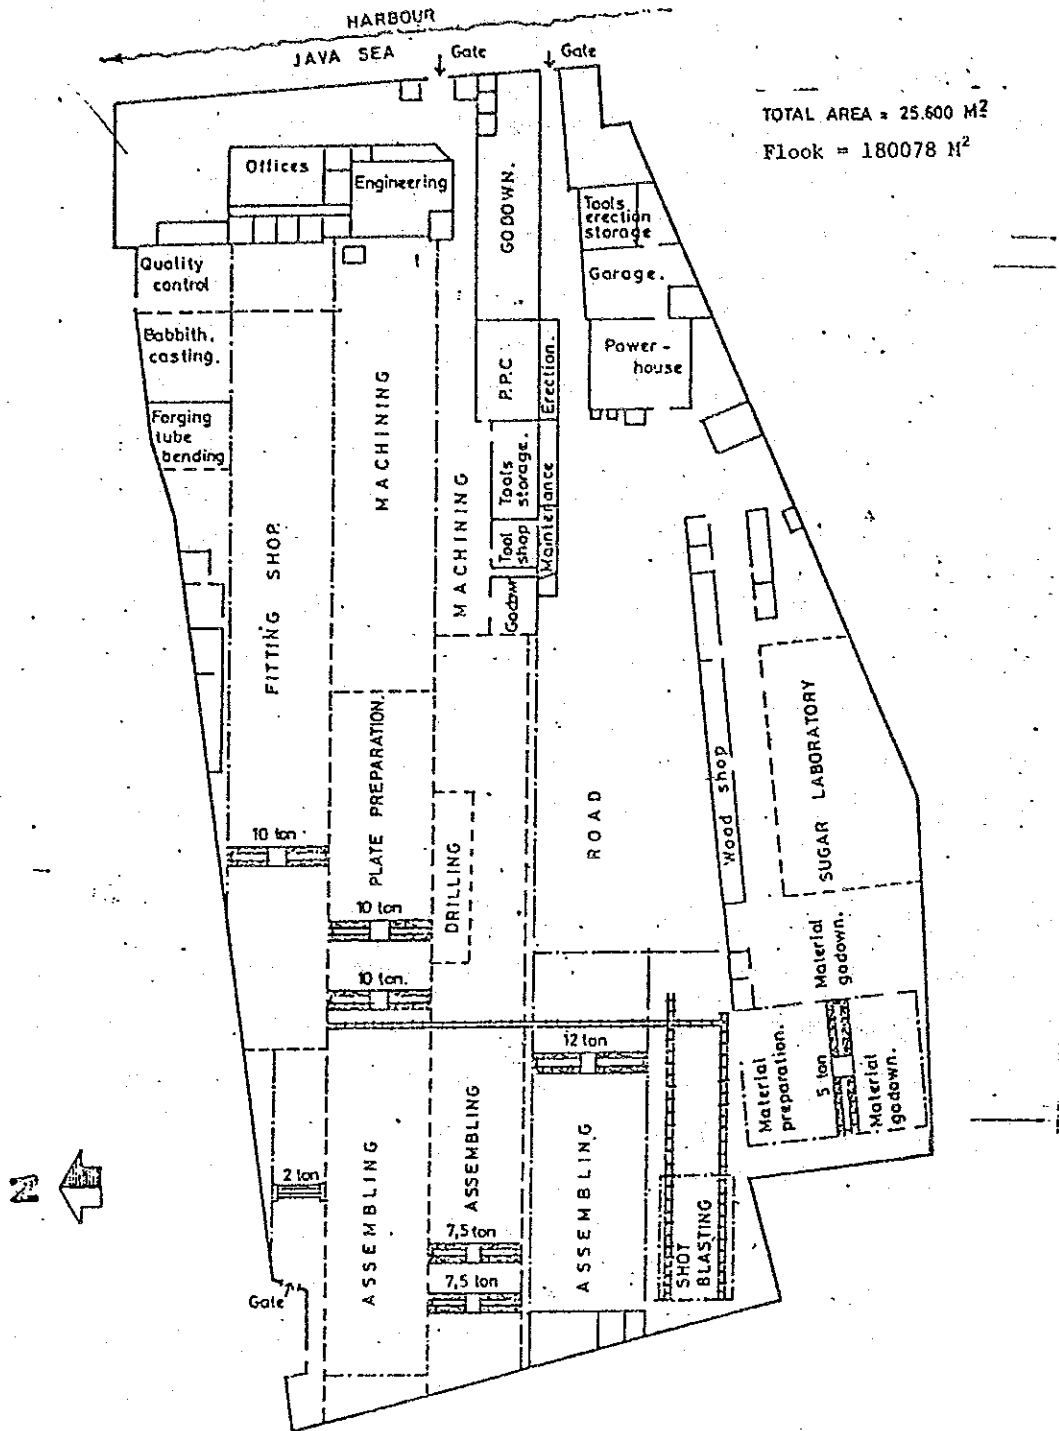 HARBOUR
JAVA SEA
Gate
Gate
TOTAL AREA = 25.600 M2
Flook = 180078 M2
Offices
Engineering
GODOWN.
Tools
erection
storage
Quality
control
Garage.
Babbith.
casting.
P.P.C
Erection.
Power-
house
Forging
tube
bending
MACHINING
MACHINING
Tools
storage.
Maintenance
Tool
shop
Godown
FITTING SHOP.
PLATE PREPARATION.
DRILLING
ROAD
Wood shop
SUGAR LABORATORY
10 ton
10 ton
10 ton.
12 ton
Material
godown.
Material
preparation.
5 ton
Material
godown.
N
2 ton
ASSEMBLING
ASSEMBLING
ASSEMBLING
7,5 ton
7,5 ton
SHOT
BLASTING
Gate